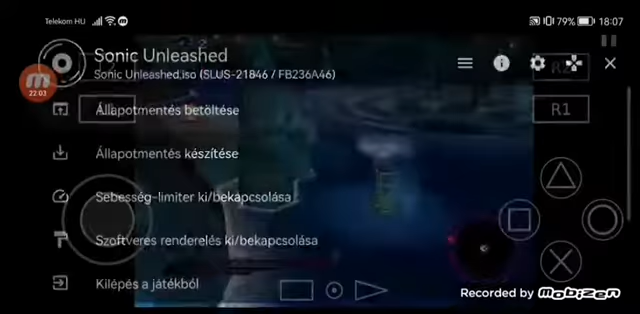 Telekom HU
79%
18:07
Sonic Unleashed
Sonic Unleashed.iso (SLUS-21846 / FB236A46)
22:03
Állapotmentés betöltése
R1
Állapotmentés készítése
Sebesség-limiter ki/bekapcsolása
Szoftveres renderelés ki/bekapcsolása
Kilépés a játékból
Recorded by Mobizen